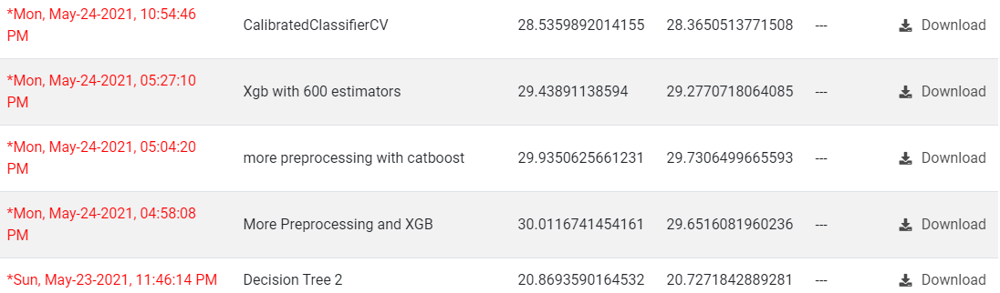 *Mon, May-24-2021, 10:54:46 PM CalibratedClassifierCV 28.5359892014155 28.3650513771508 --- Download
*Mon, May-24-2021, 05:27:10 PM Xgb with 600 estimators 29.43891138594 29.2770718064085 --- Download
*Mon, May-24-2021, 05:04:20 PM more preprocessing with catboost 29.9350625661231 29.7306499665593 --- Download
*Mon, May-24-2021, 04:58:08 PM More Preprocessing and XGB 30.0116741454161 29.6516081960236 --- Download
*Sun, May-23-2021, 11:46:14 PM Decision Tree 2 20.8693590164532 20.7271842889281 --- Download